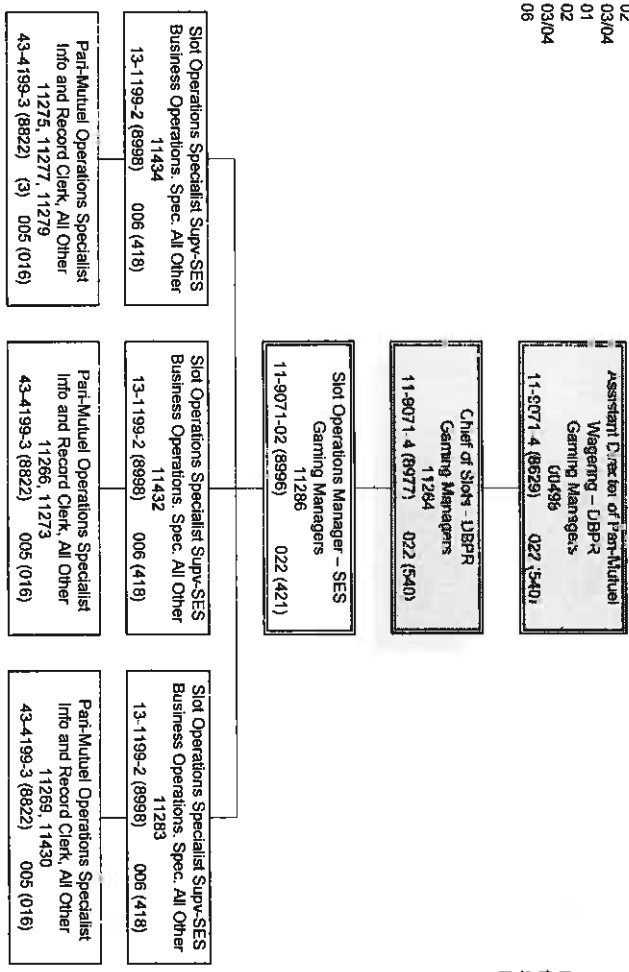 02
03/04
01
02
03/04
06
Assistant Director of Pari-Mutuel
Wagering – DBPR
Gaming Managers
00498
11-9071-4 (8629) 022 (540)
Chief of Slots - DBPR
Gaming Managers
11264
11-9071-4 (8977) 022 (540)
Slot Operations Manager – SES
Gaming Managers
11286
11-9071-02 (8996) 022 (421)
Slot Operations Specialist Supv-SES
Business Operations. Spec. All Other
11434
13-1199-2 (8998) 006 (418)
Slot Operations Specialist Supv-SES
Business Operations. Spec. All Other
11432
13-1199-2 (8998) 006 (418)
Slot Operations Specialist Supv-SES
Business Operations. Spec. All Other
11283
13-1199-2 (8998) 006 (418)
Pari-Mutuel Operations Specialist
Info and Record Clerk, All Other
11275, 11277, 11279
43-4199-3 (8822) (3) 005 (016)
Pari-Mutuel Operations Specialist
Info and Record Clerk, All Other
11266, 11273
43-4199-3 (8822) 005 (016)
Pari-Mutuel Operations Specialist
Info and Record Clerk, All Other
11269, 11430
43-4199-3 (8822) 005 (016)